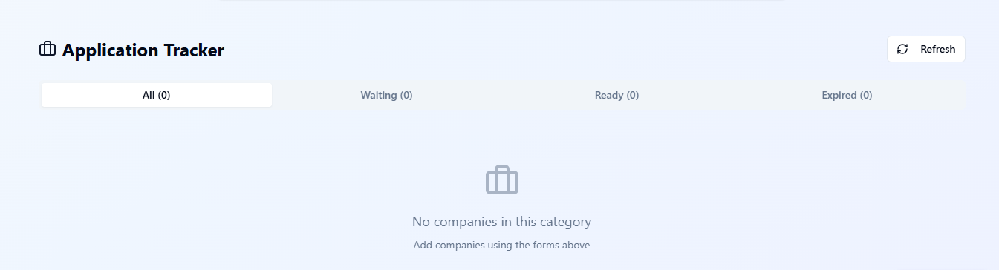 Application Tracker
Refresh
All (0)
Waiting (0)
Ready (0)
Expired (0)
No companies in this category
Add companies using the forms above